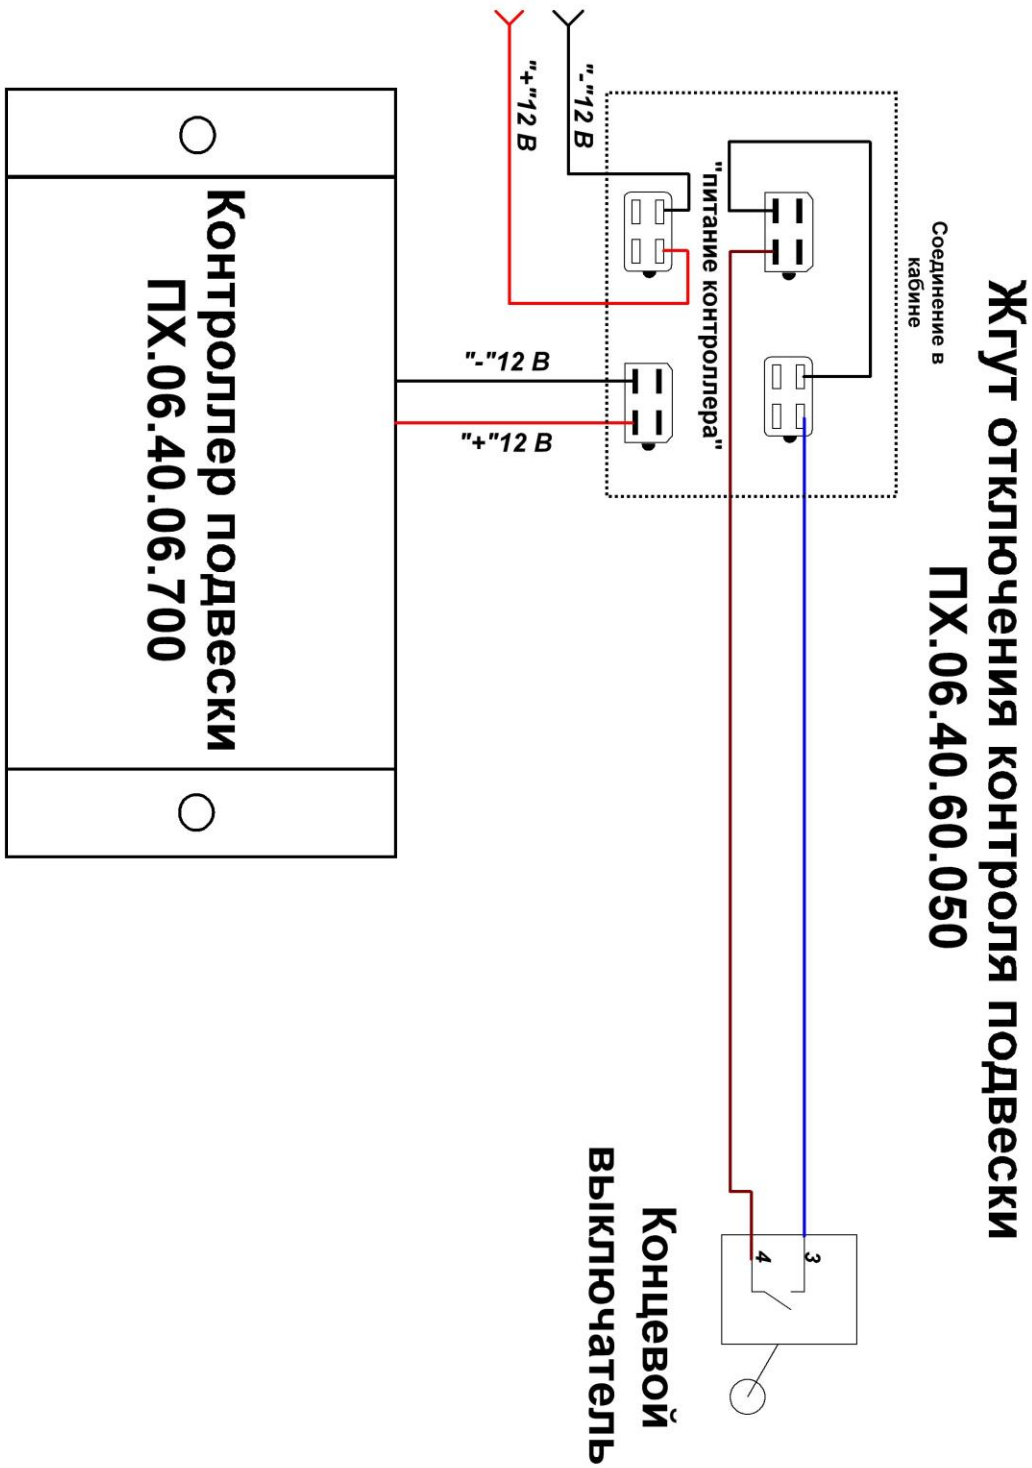 Жгут отключения контроля подвески
ПХ.06.40.60.050
Соединение в
кабине
"-"12 В
"+"12 В
"питание контроллера"
"-"12 В
"+"12 В
Контроллер подвески
ПХ.06.40.06.700
3
4
Концевой
выключатель